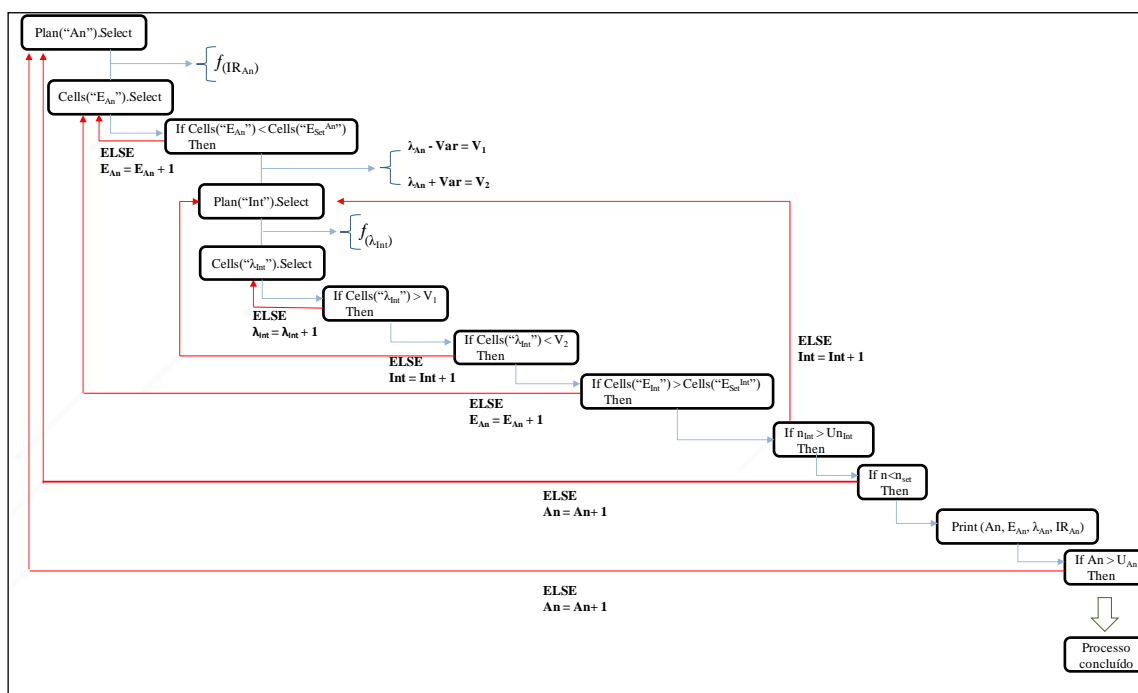 Plan(“An”).Select
f(IR_An)
Cells(“E_An”).Select
If Cells(“E_An”) < Cells(“E_Set^An”)
Then
ELSE
E_An = E_An + 1
λ_An - Var = V_1
λ_An + Var = V_2
Plan(“Int”).Select
f(λ_Int)
Cells(“λ_Int”).Select
If Cells(“λ_Int”) > V_1
Then
ELSE
λ_int = λ_int + 1
If Cells(“λ_Int”) < V_2
Then
ELSE
Int = Int + 1
ELSE
Int = Int + 1
If Cells(“E_Int”) > Cells(“E_Set^Int”)
Then
ELSE
E_An = E_An + 1
If n_Int > Un_Int
Then
If n<n_set
Then
ELSE
An = An+ 1
Print (An, E_An, λ_An, IR_An)
If An > U_An
Then
ELSE
An = An+ 1
Processo
concluído